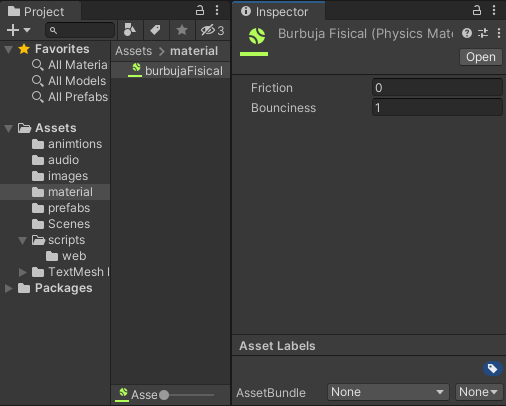 Project
3
Favorites
All Materia
All Models
All Prefabs
Assets
animtions
audio
images
material
prefabs
Scenes
scripts
web
TextMesh
Packages
Assets > material
burbujaFisical
Asse
Inspector
Burbuja Fisical (Physics Mate
Open
Friction 0
Bounciness 1
Asset Labels
AssetBundle None None